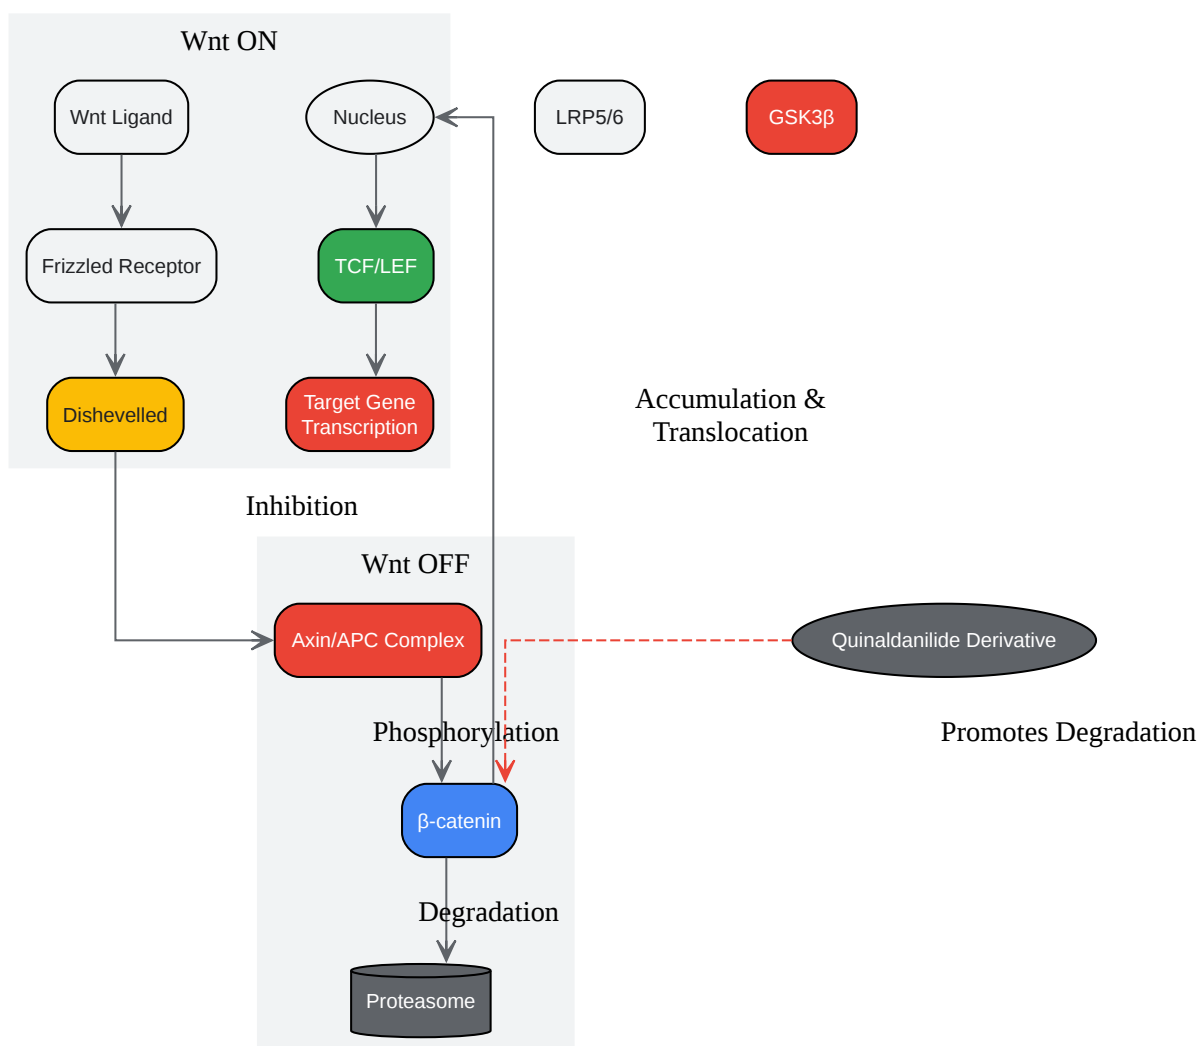 Wnt ON
Wnt Ligand
Nucleus
LRP5/6
GSK3β
Frizzled Receptor
TCF/LEF
Dishevelled
Target Gene
Transcription
Accumulation &
Translocation
Inhibition
Wnt OFF
Axin/APC Complex
Quinaldanilide Derivative
Phosphorylation
Promotes Degradation
β-catenin
Degradation
Proteasome